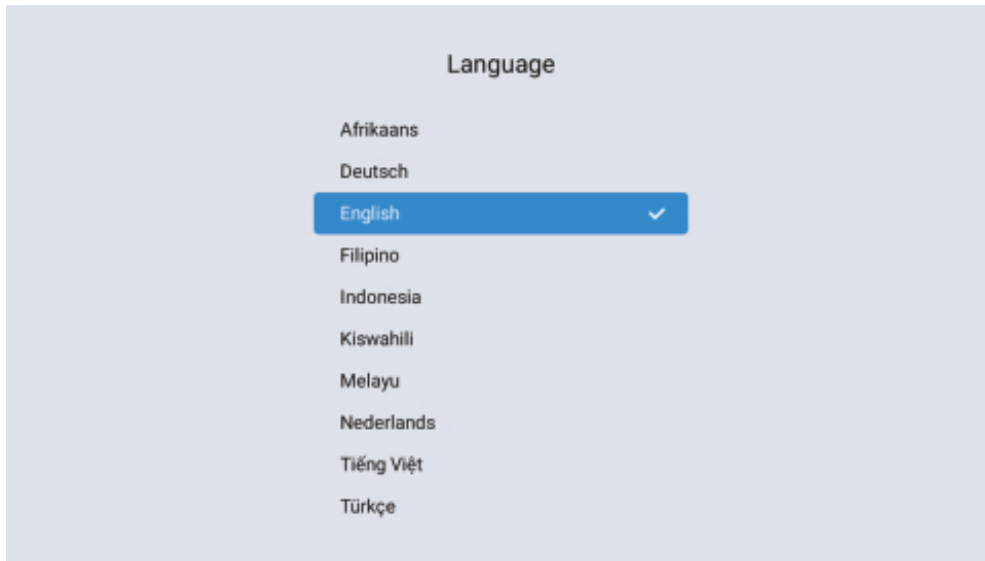 Language
Afrikaans
Deutsch
English
Filipino
Indonesia
Kiswahili
Melayu
Nederlands
Tiếng Việt
Türkçe